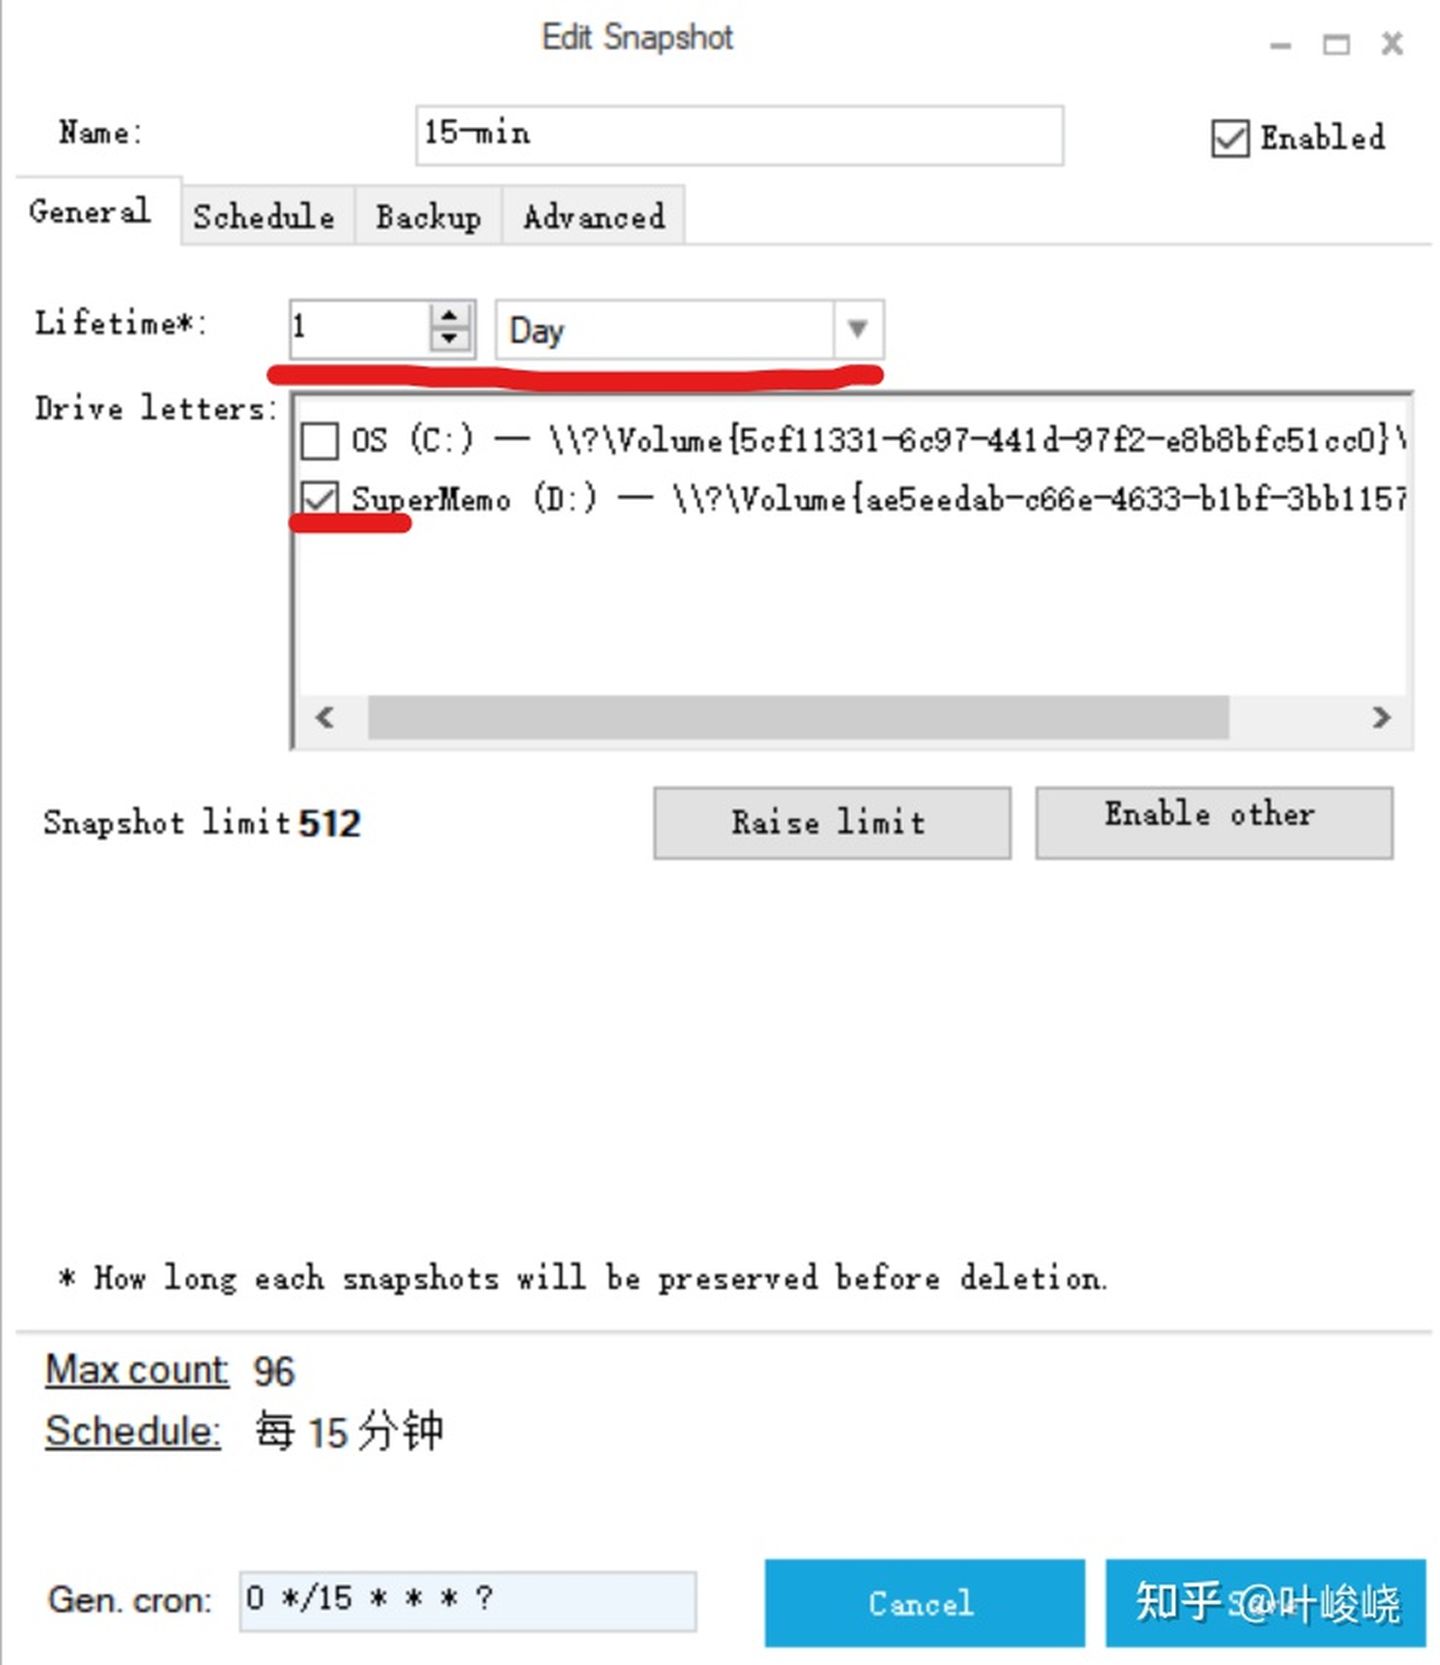 Edit Snapshot
Name: 15-min Enabled
General Schedule Backup Advanced
Lifetime*: 1 Day
Drive letters:
OS (C:) — \\?\Volume{5cf11331-6c97-441d-97f2-e8b8bfc51cc0}\
SuperMemo (D:) — \\?\Volume{ae5eedab-c66e-4633-b1bf-3bb1157
Snapshot limit 512 Raise limit Enable other
* How long each snapshots will be preserved before deletion.
Max count: 96
Schedule: 每 15 分钟
Gen. cron: 0 */15 * * * ? Cancel Save
知乎 @叶峻峣